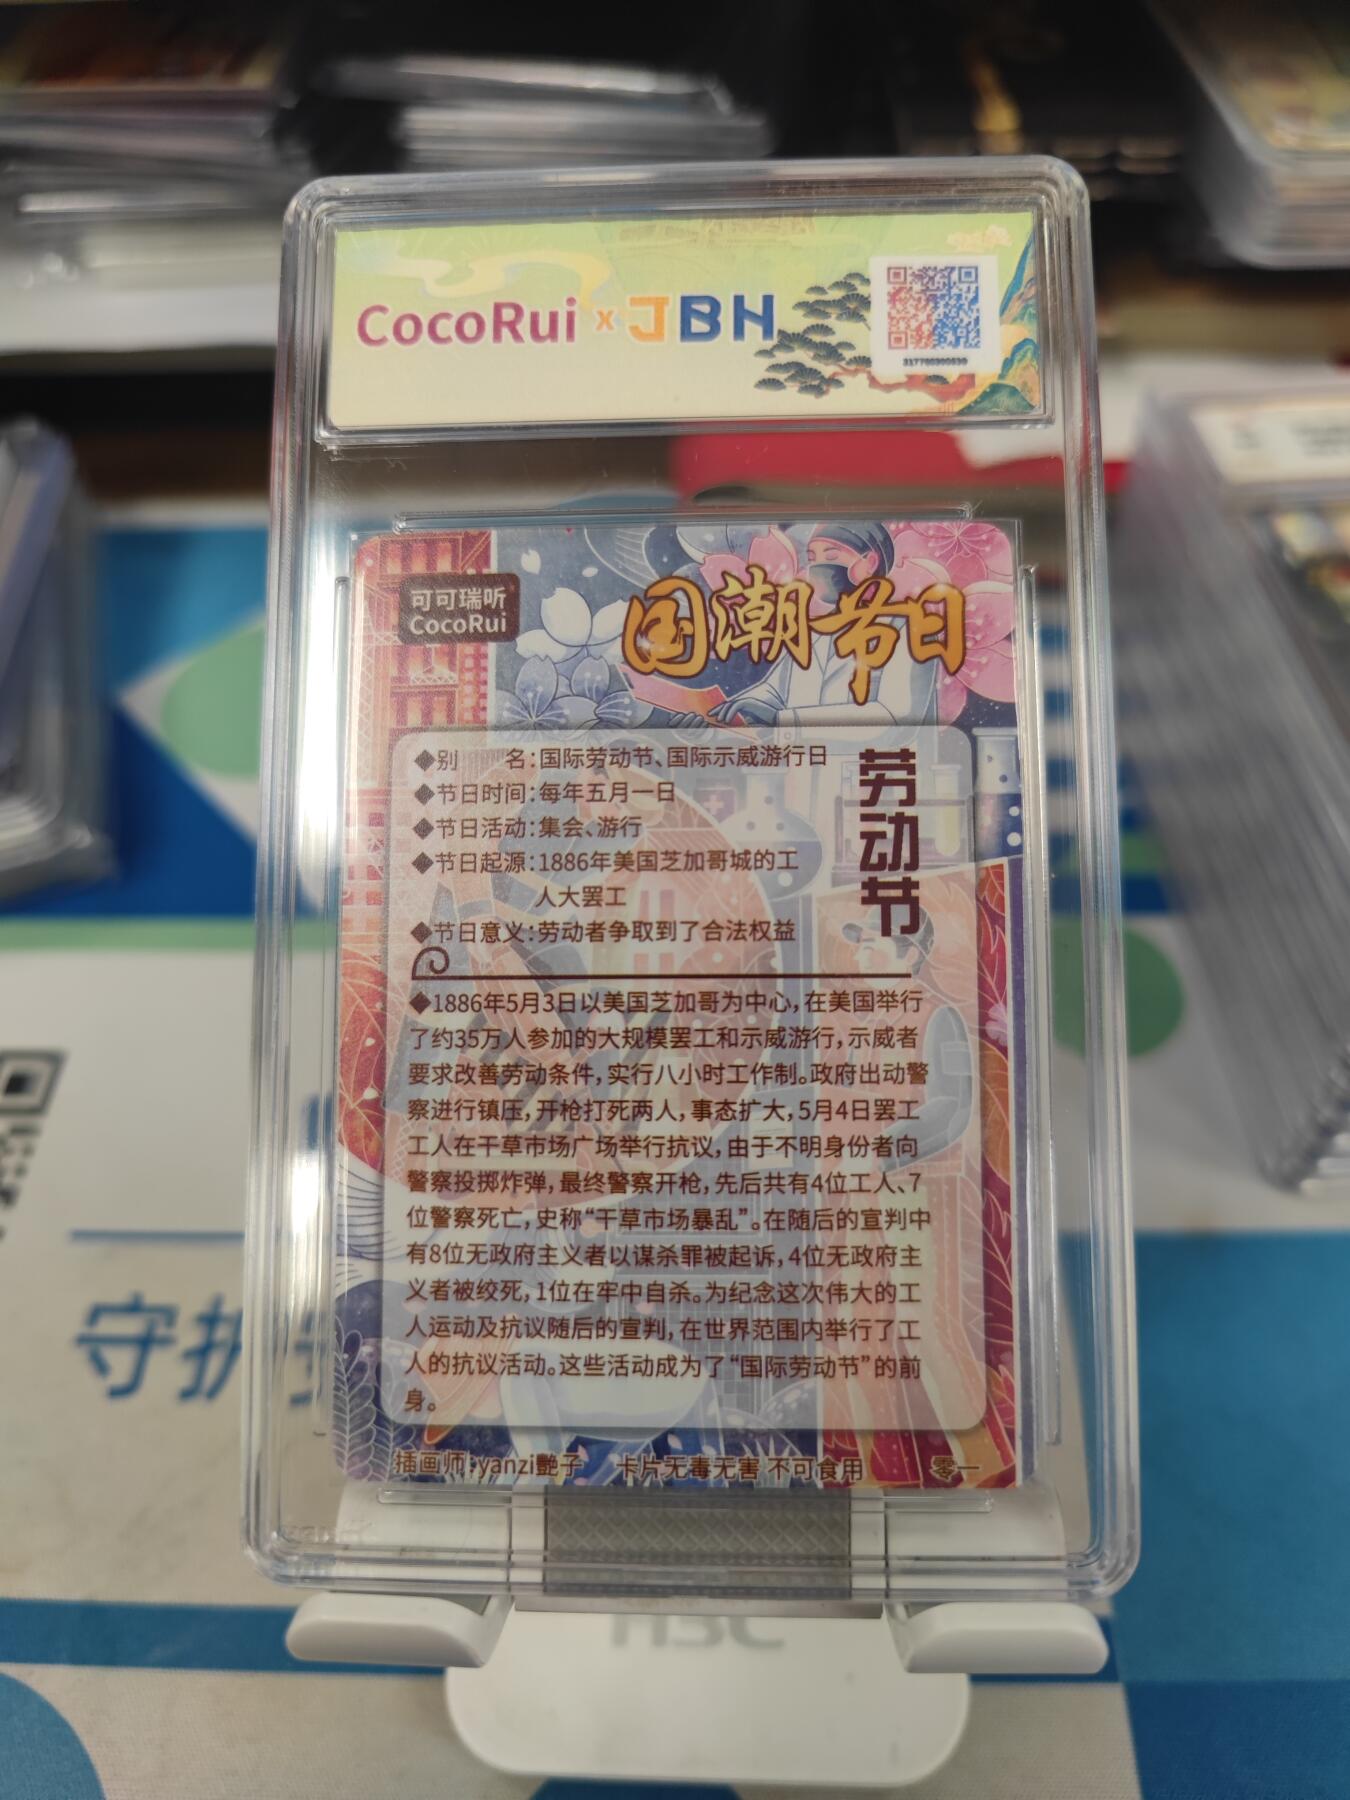 CocoRui x JBH
317760300530
可可瑞听
CocoRui
国潮节日
劳动节
◆别 名：国际劳动节、国际示威游行日
◆节日时间：每年五月一日
◆节日活动：集会、游行
◆节日起源：1886年美国芝加哥城的工
人大罢工
◆节日意义：劳动者争取到了合法权益
◆1886年5月3日以美国芝加哥为中心，在美国举行
了约35万人参加的大规模罢工和示威游行，示威者
要求改善劳动条件，实行八小时工作制。政府出动警
察进行镇压，开枪打死两人，事态扩大，5月4日罢工
工人在干草市场广场举行抗议，由于不明身份者向
警察投掷炸弹，最终警察开枪，先后共有4位工人、7
位警察死亡，史称“干草市场暴乱”。在随后的宣判中
有8位无政府主义者以谋杀罪被起诉，4位无政府主
义者被绞死，1位在牢中自杀。为纪念这次伟大的工
人运动及抗议随后的宣判，在世界范围内举行了工
人的抗议活动。这些活动成为了“国际劳动节”的前
身。
插画师：yanzi艷子 卡片无毒无害 不可食用 零一
守护
H3C